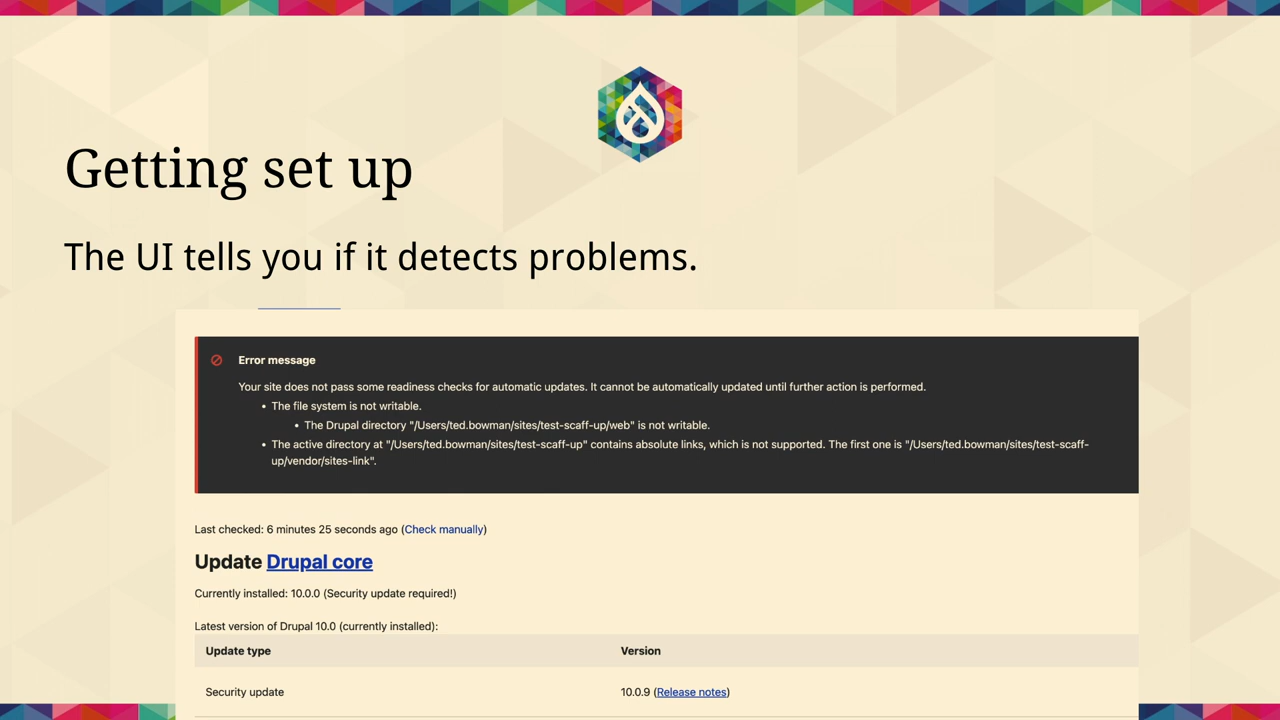 Getting set up
The UI tells you if it detects problems.
Error message
Your site does not pass some readiness checks for automatic updates. It cannot be automatically updated until further action is performed.
• The file system is not writable.
• The Drupal directory "/Users/ted.bowman/sites/test-scaff-up/web" is not writable.
• The active directory at "/Users/ted.bowman/sites/test-scaff-up" contains absolute links, which is not supported. The first one is "/Users/ted.bowman/sites/test-scaff-
up/vendor/sites-link".
Last checked: 6 minutes 25 seconds ago (Check manually)
Update Drupal core
Currently installed: 10.0.0 (Security update required!)
Latest version of Drupal 10.0 (currently installed):
Update type Version
Security update 10.0.9 (Release notes)